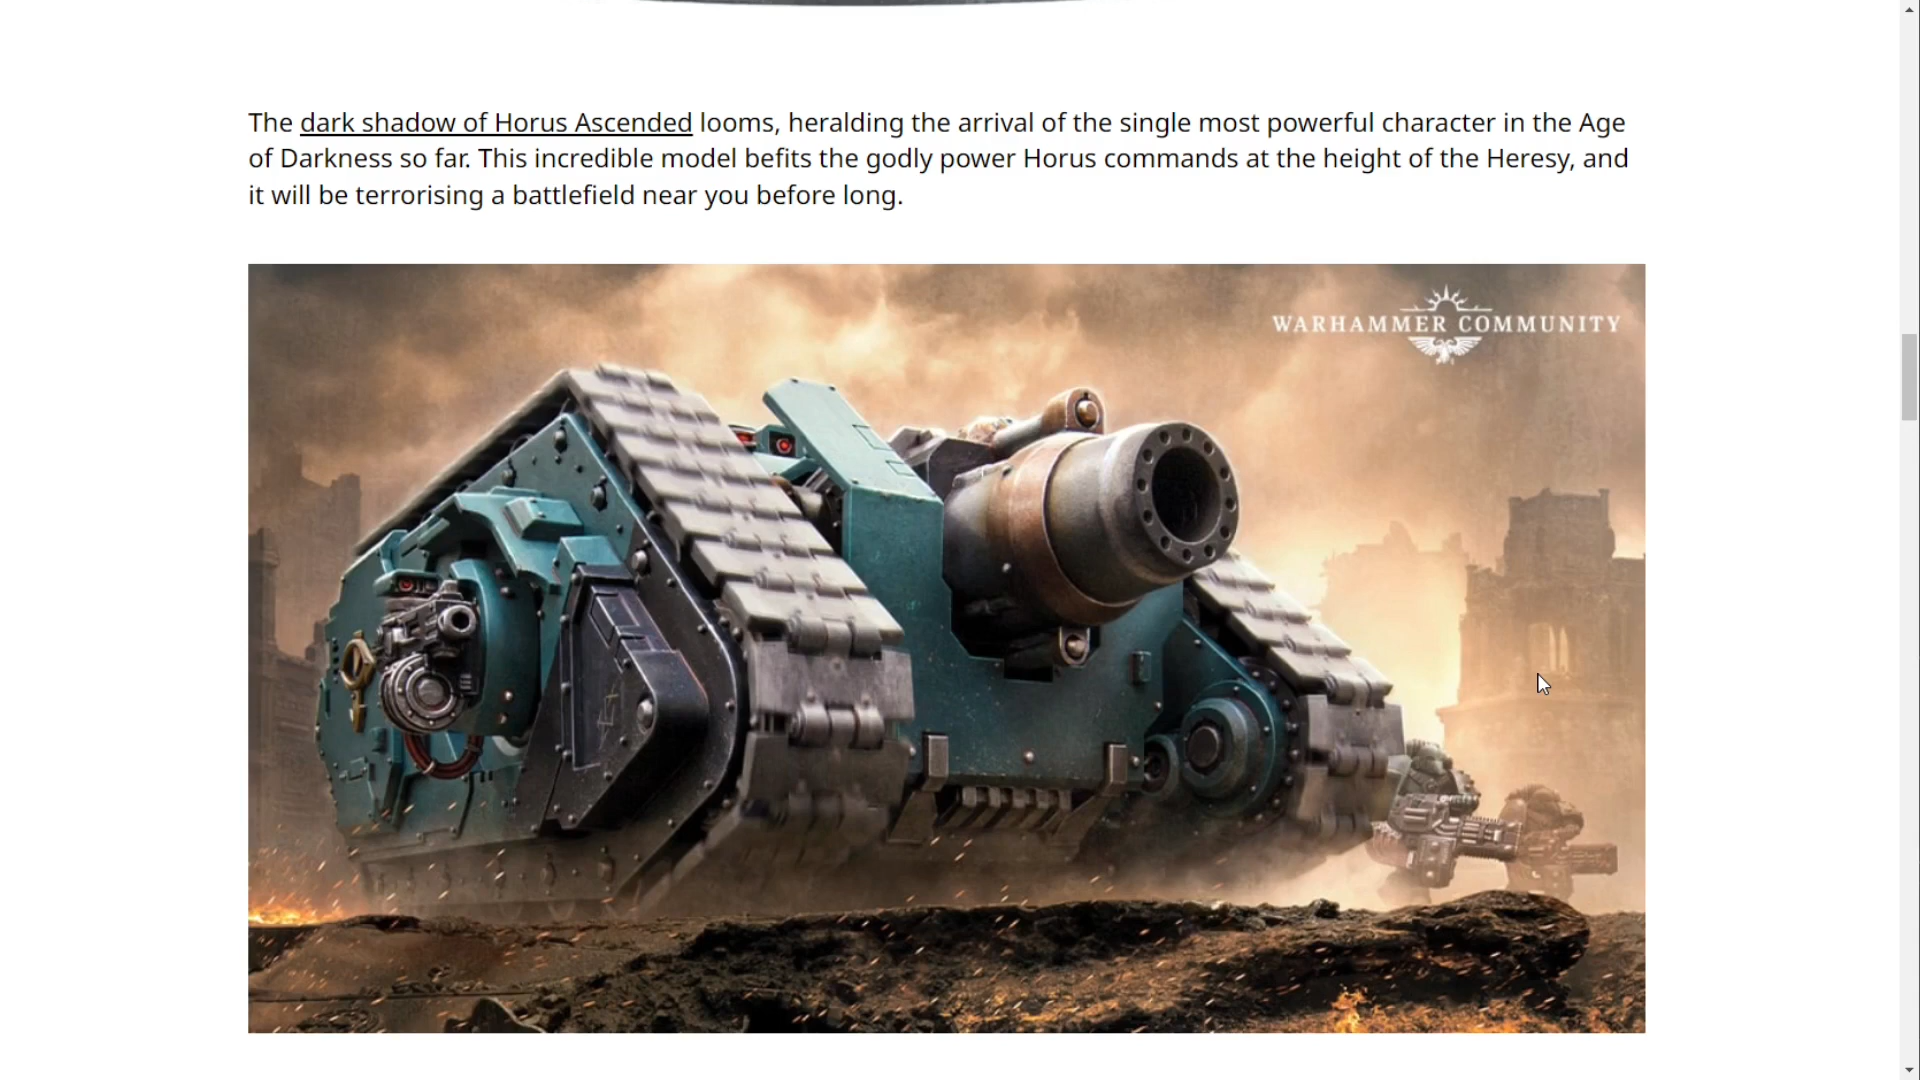 The dark shadow of Horus Ascended looms, heralding the arrival of the single most powerful character in the Age
of Darkness so far. This incredible model befits the godly power Horus commands at the height of the Heresy, and
it will be terrorising a battlefield near you before long.
WARHAMMER COMMUNITY